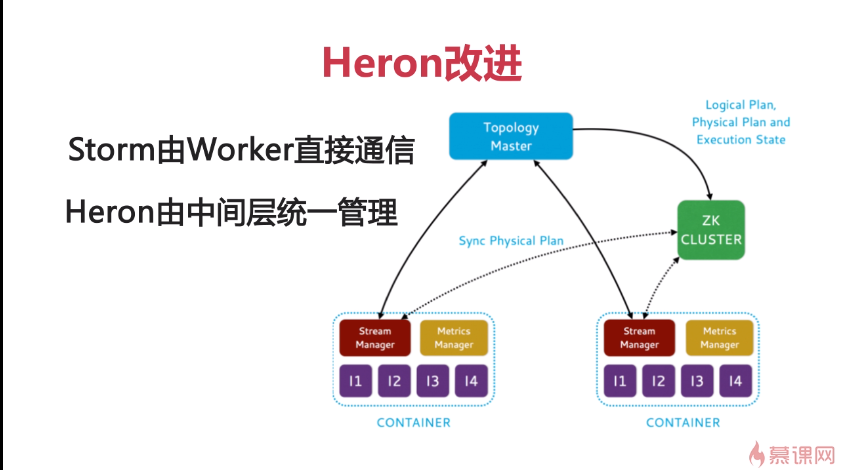 Heron改进
Storm由Worker直接通信
Heron由中间层统一管理
Topology
Master
Logical Plan,
Physical Plan and
Execution State
ZK
CLUSTER
Sync Physical Plan
Stream
Manager
Metrics
Manager
I1 I2 I3 I4
CONTAINER
Stream
Manager
Metrics
Manager
I1 I2 I3 I4
CONTAINER
慕课网